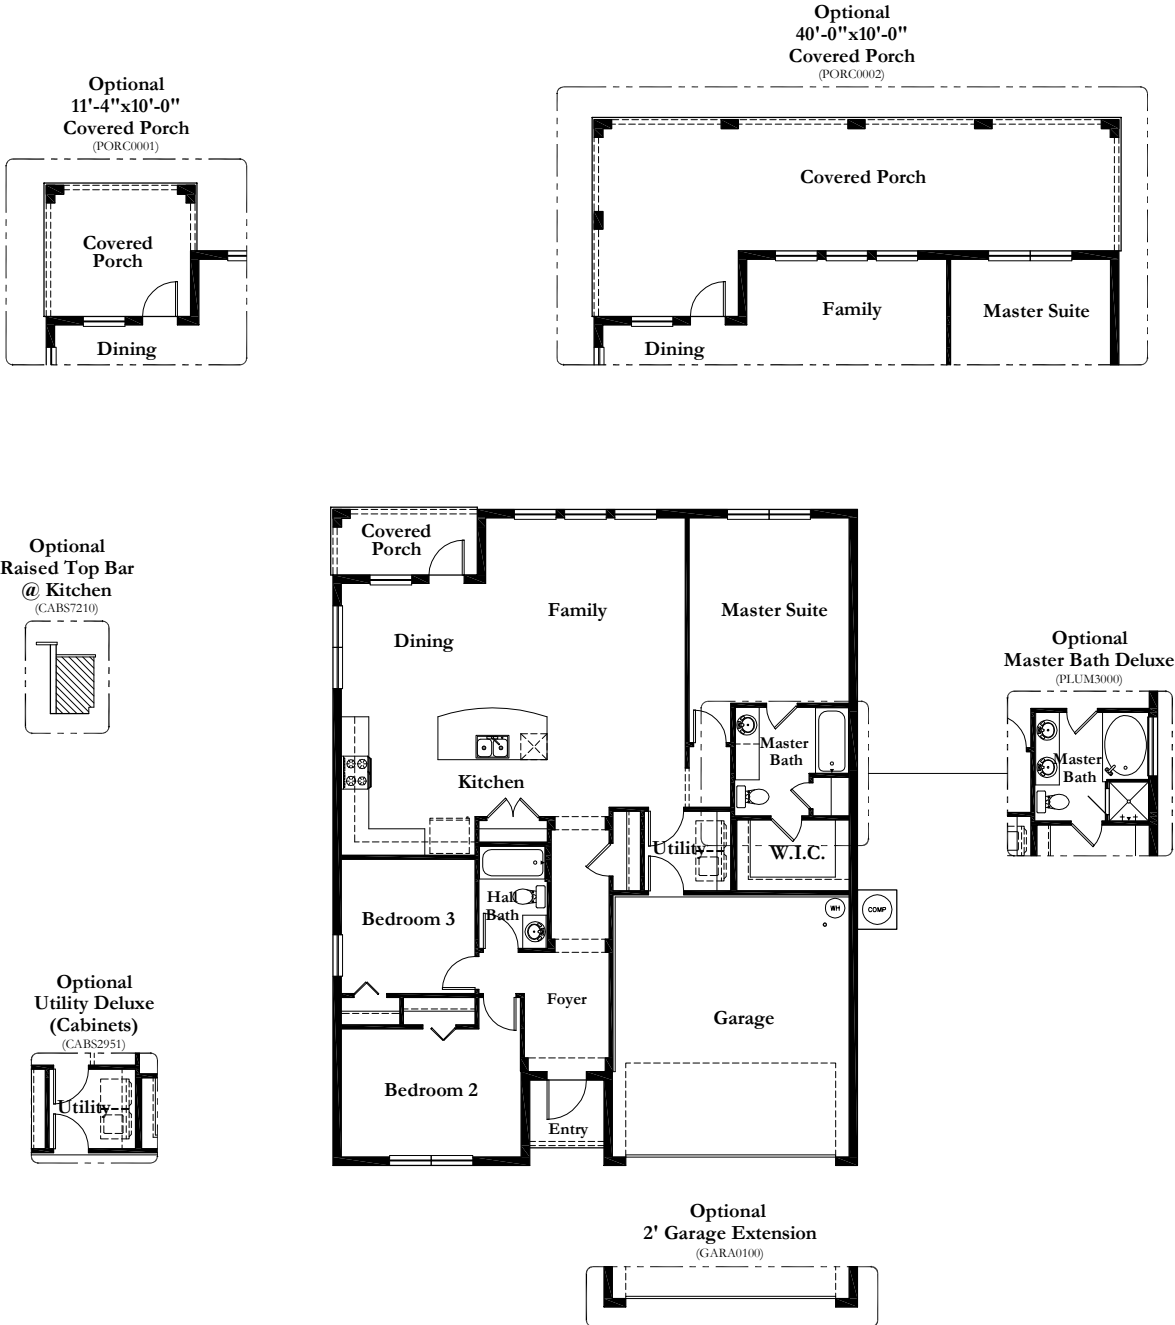 Optional
40'-0"x10'-0"
Covered Porch
(PORC0002)
Optional
11'-4"x10'-0"
Covered Porch
(PORC0001)
Covered
Porch
Dining
Covered Porch
Family
Master Suite
Dining
Optional
Raised Top Bar
@ Kitchen
(CABS7210)
Covered
Porch
Family
Master Suite
Dining
Kitchen
Master
Bath
Utility
W.I.C.
Optional
Master Bath Deluxe
(PLUM3000)
Master
Bath
Hall
Bath
Bedroom 3
WH
COMP
Foyer
Garage
Bedroom 2
Entry
Optional
Utility Deluxe
(Cabinets)
(CABS2951)
Utility
Optional
2' Garage Extension
(GARA0100)